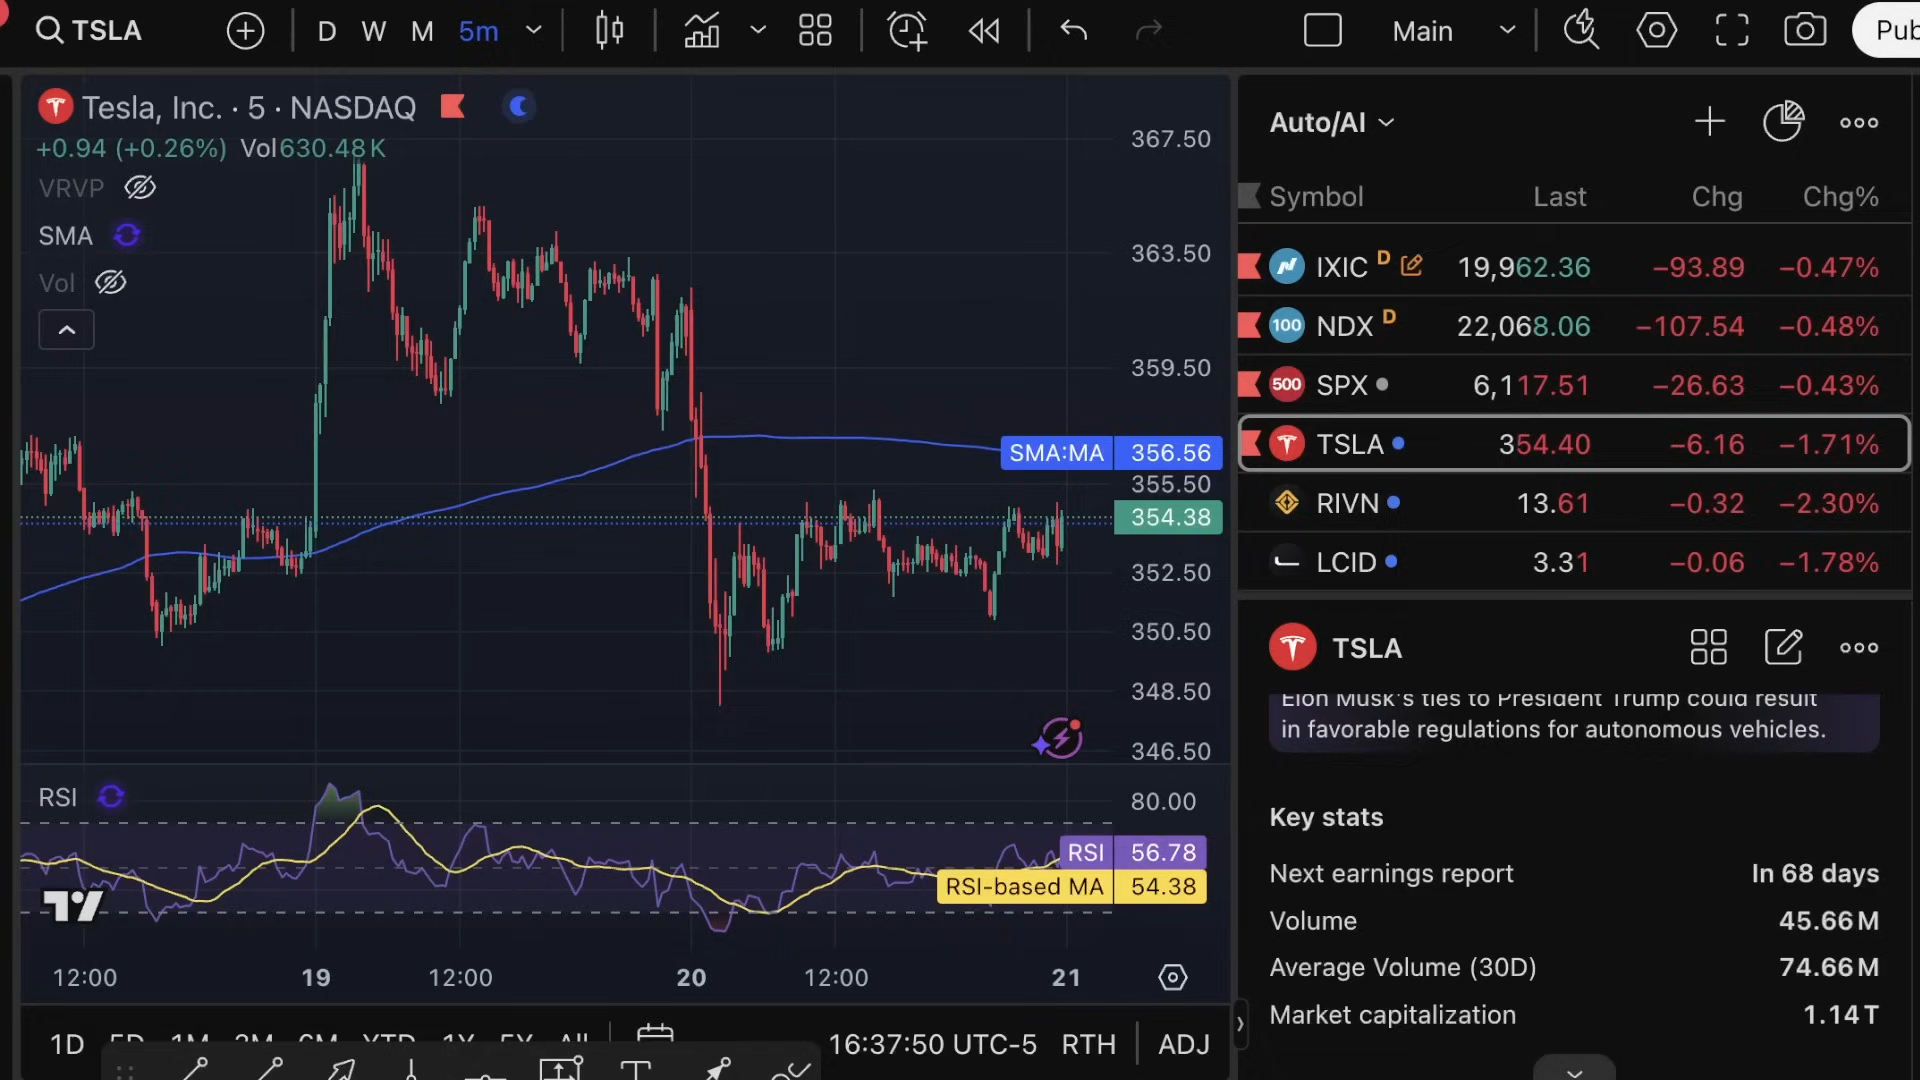 TSLA
D W M 5m
Main
Pub
Tesla, Inc. · 5 · NASDAQ
+0.94 (+0.26%) Vol630.48K
VRVP
SMA
Vol
367.50
363.50
359.50
SMA:MA 356.56
355.50
354.38
352.50
350.50
348.50
346.50
RSI
80.00
RSI 56.78
RSI-based MA 54.38
12:00 19 12:00 20 12:00 21
1D 5D 1M 3M 6M YTD 1Y 5Y All
16:37:50 UTC-5 RTH ADJ
Auto/AI
Symbol Last Chg Chg%
IXIC D 19,962.36 −93.89 −0.47%
100 NDX D 22,068.06 −107.54 −0.48%
500 SPX 6,117.51 −26.63 −0.43%
TSLA 354.40 −6.16 −1.71%
RIVN 13.61 −0.32 −2.30%
LCID 3.31 −0.06 −1.78%
TSLA
Elon Musk's ties to President Trump could result
in favorable regulations for autonomous vehicles.
Key stats
Next earnings report In 68 days
Volume 45.66M
Average Volume (30D) 74.66M
Market capitalization 1.14T